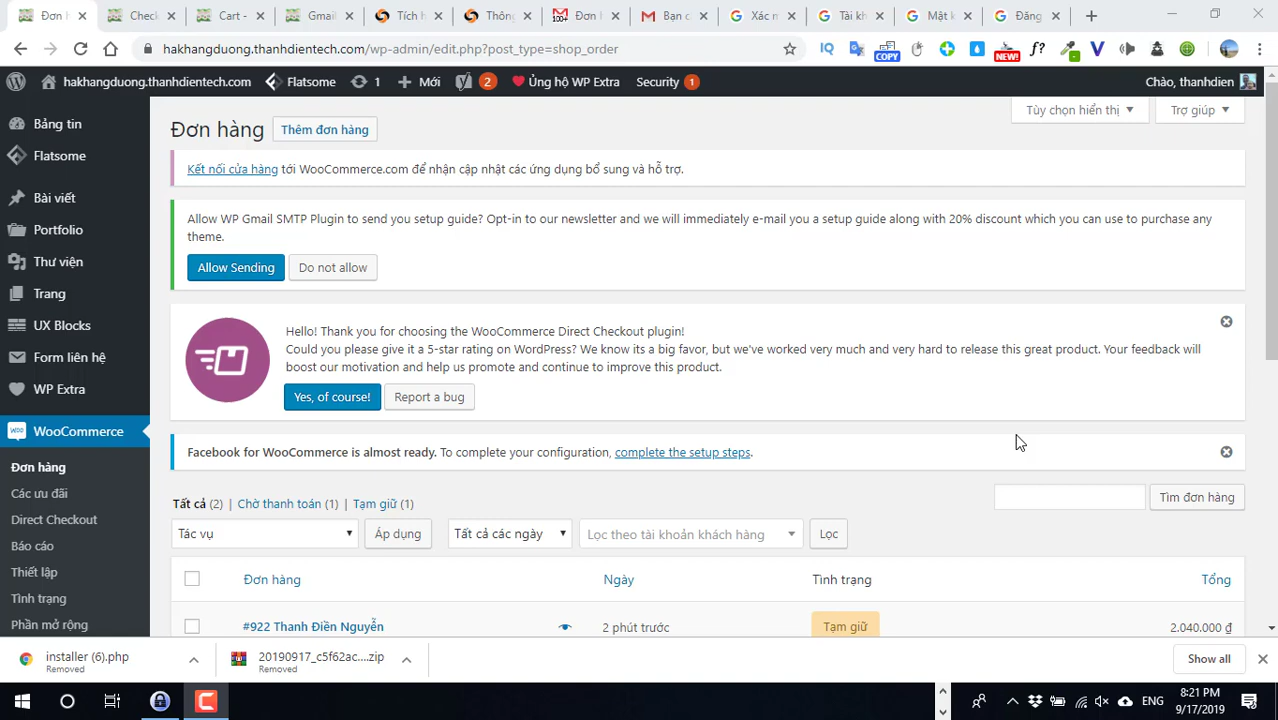 Đơn h
Check
Cart -
Gmail
Tích h
Thông
100+
Đơn h
Bạn c
Xác m
Tài kh
Mật k
Đăng
hakhangduong.thanhdientech.com/wp-admin/edit.php?post_type=shop_order
IQ
COPY
NEW!
f?
hakhangduong.thanhdientech.com
Flatsome
1
Mới
2
Ủng hộ WP Extra
Security 1
Chào, thanhdien
Bảng tin
Flatsome
Bài viết
Portfolio
Thư viện
Trang
UX Blocks
Form liên hệ
WP Extra
WooCommerce
Đơn hàng
Các ưu đãi
Direct Checkout
Báo cáo
Thiết lập
Tình trạng
Phần mở rộng
Tùy chọn hiển thị
Trợ giúp
Đơn hàng
Thêm đơn hàng
Kết nối cửa hàng tới WooCommerce.com để nhận cập nhật các ứng dụng bổ sung và hỗ trợ.
Allow WP Gmail SMTP Plugin to send you setup guide? Opt-in to our newsletter and we will immediately e-mail you a setup guide along with 20% discount which you can use to purchase any
theme.
Allow Sending
Do not allow
Hello! Thank you for choosing the WooCommerce Direct Checkout plugin!
Could you please give it a 5-star rating on WordPress? We know its a big favor, but we've worked very much and very hard to release this great product. Your feedback will
boost our motivation and help us promote and continue to improve this product.
Yes, of course!
Report a bug
Facebook for WooCommerce is almost ready. To complete your configuration, complete the setup steps.
Tất cả (2) | Chờ thanh toán (1) | Tạm giữ (1)
Tìm đơn hàng
Tác vụ
Áp dụng
Tất cả các ngày
Lọc theo tài khoản khách hàng
Lọc
Đơn hàng
Ngày
Tình trạng
Tổng
#922 Thanh Điền Nguyễn
2 phút trước
Tạm giữ
2.040.000 ₫
installer (6).php
Removed
20190917_c5f62ac....zip
Removed
Show all
ENG
8:21 PM
9/17/2019